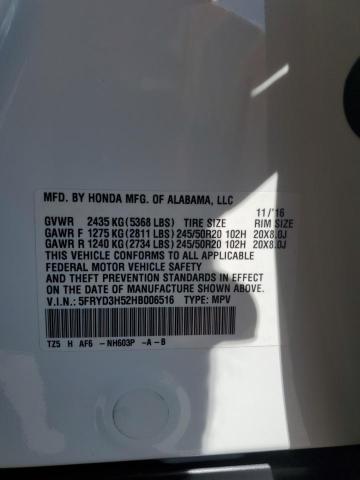 MFD. BY HONDA MFG. OF ALABAMA, LLC
11/'16
GVWR 2435 KG (5368 LBS) TIRE SIZE RIM SIZE
GAWR F 1275 KG (2811 LBS) 245/50R20 102H 20X8.0J
GAWR R 1240 KG (2734 LBS) 245/50R20 102H 20X8.0J
THIS VEHICLE CONFORMS TO ALL APPLICABLE
FEDERAL MOTOR VEHICLE SAFETY
AND THEFT PREVENTION STANDARDS IN EFFECT
ON THE DATE OF MANUFACTURE SHOWN ABOVE.
V.I.N.: 5FRYD3H52HB006516 TYPE: MPV
TZ5 H AF6 -NH603P -A-B